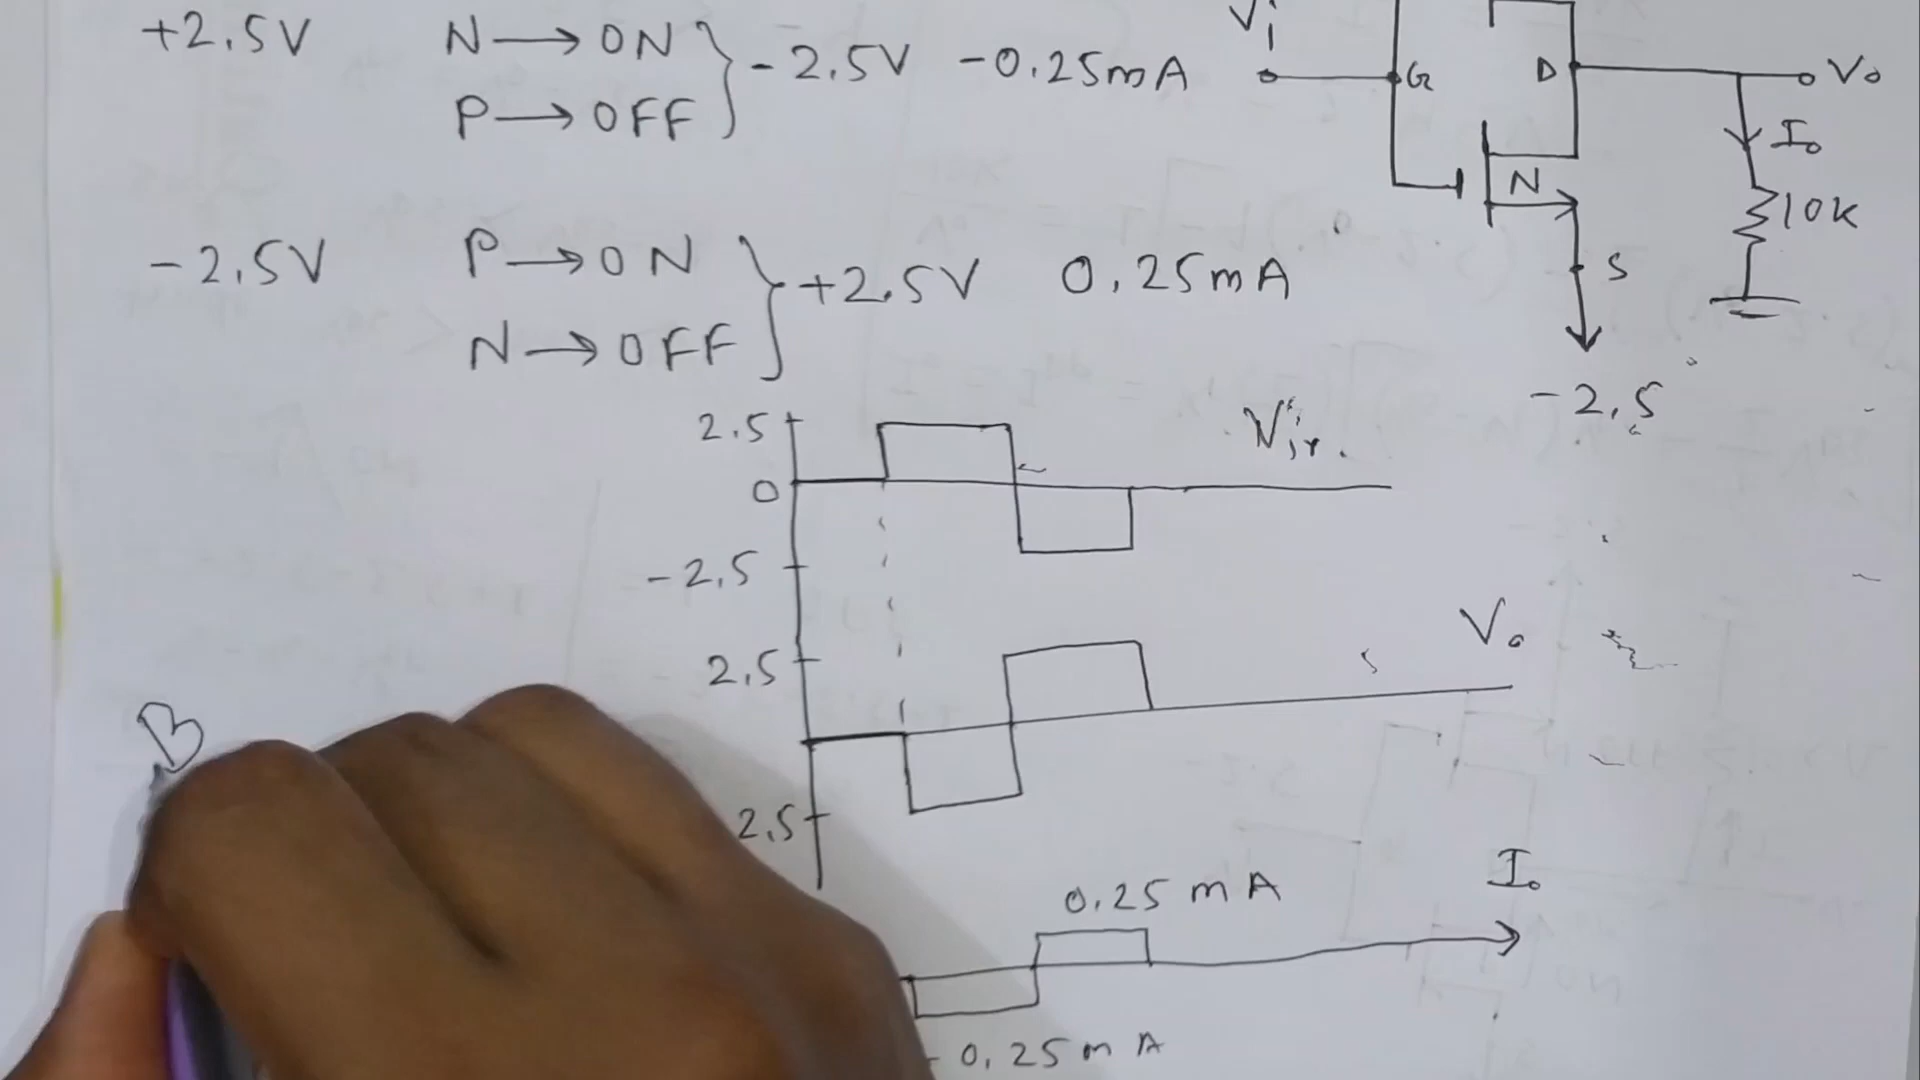 +2.5V N→ON } -2.5V -0.25mA
P→OFF
-2.5V P→ON } +2.5V 0.25mA
N→OFF
Vi
G D Vo
Io
N 10K
S
-2.5
2.5
0
-2.5
2.5 Vo
2.5
B
0.25 mA Io
-0.25 mA